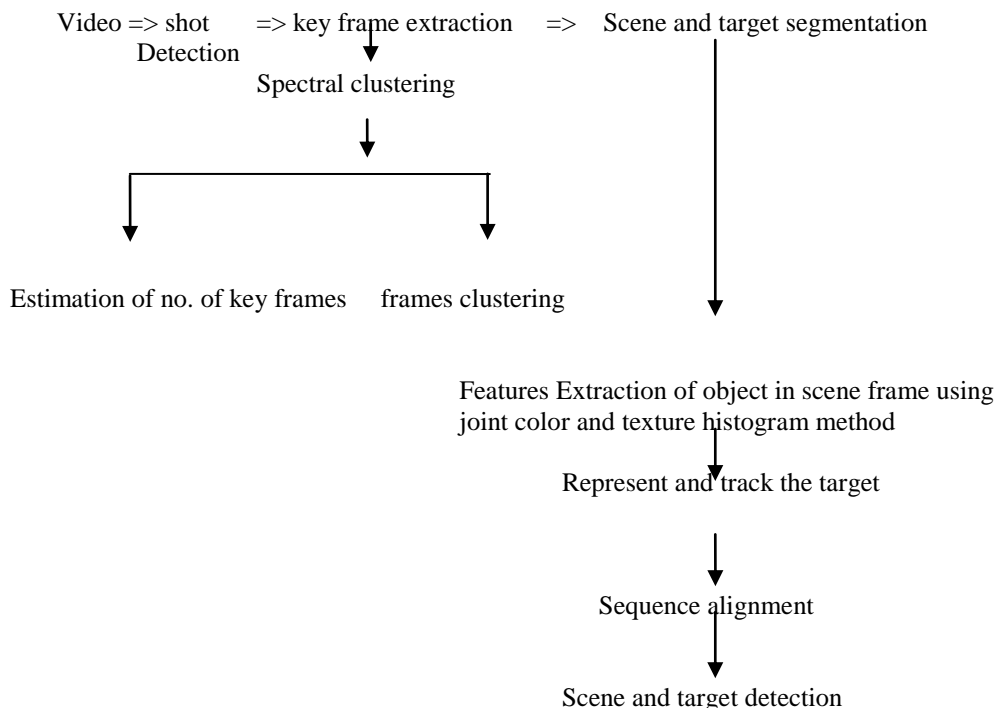 Video => shot => key frame extraction => Scene and target segmentation
Detection
Spectral clustering
Estimation of no. of key frames frames clustering
Features Extraction of object in scene frame using
joint color and texture histogram method
Represent and track the target
Sequence alignment
Scene and target detection